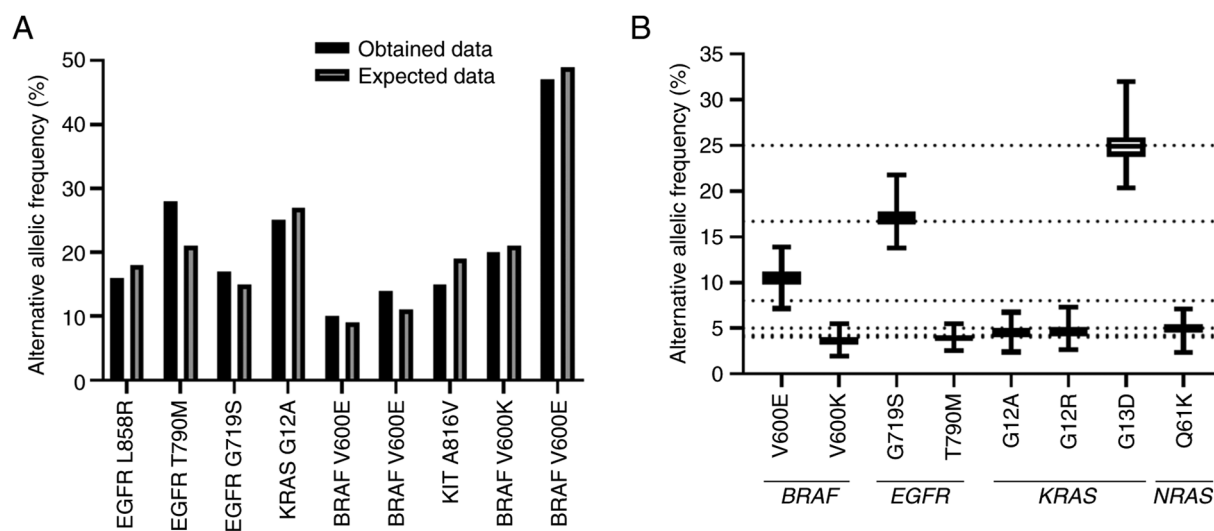 A
Alternative allelic frequency (%)
50
40
30
20
10
0
Obtained data
Expected data
EGFR L858R
EGFR T790M
EGFR G719S
KRAS G12A
BRAF V600E
BRAF V600E
KIT A816V
BRAF V600K
BRAF V600E
B
Alternative allelic frequency (%)
35
30
25
20
15
10
5
0
V600E
V600K
G719S
T790M
G12A
G12R
G13D
Q61K
BRAF
EGFR
KRAS
NRAS